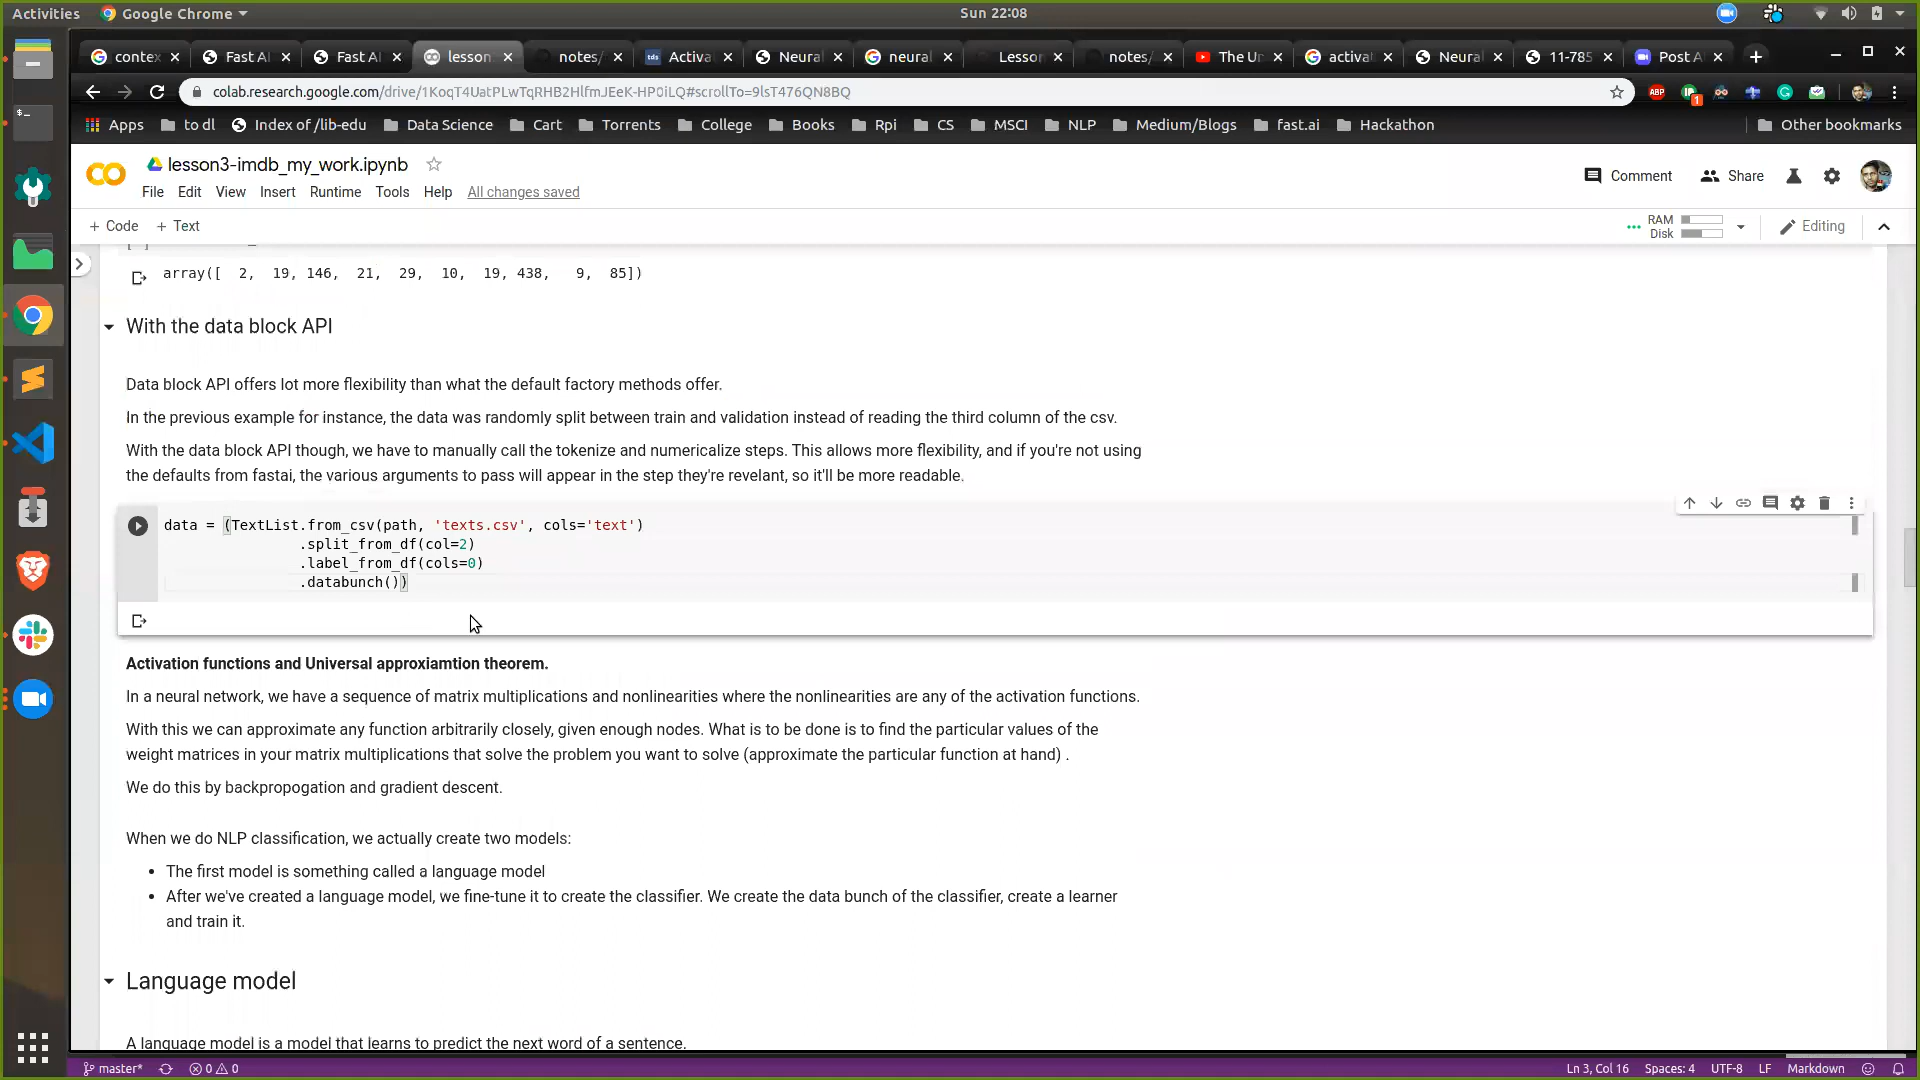 Activities Google Chrome Sun 22:08
contex Fast AI Fast AI lesson notes/ Activa Neural neural Lesson notes/ The Un activat Neural 11-785 Post A
colab.research.google.com/drive/1KoqT4UatPLwTqRHB2HlfmJEeK-HP0iLQ#scrollTo=9lsT476QN8BQ ABP 1
Apps to dl Index of /lib-edu Data Science Cart Torrents College Books Rpi CS MSCI NLP Medium/Blogs fast.ai Hackathon Other bookmarks
lesson3-imdb_my_work.ipynb
Comment Share
File Edit View Insert Runtime Tools Help All changes saved
+ Code + Text RAM Disk Editing
array([ 2, 19, 146, 21, 29, 10, 19, 438, 9, 85])
With the data block API
Data block API offers lot more flexibility than what the default factory methods offer.
In the previous example for instance, the data was randomly split between train and validation instead of reading the third column of the csv.
With the data block API though, we have to manually call the tokenize and numericalize steps. This allows more flexibility, and if you're not using
the defaults from fastai, the various arguments to pass will appear in the step they're revelant, so it'll be more readable.
data = (TextList.from_csv(path, 'texts.csv', cols='text')
.split_from_df(col=2)
.label_from_df(cols=0)
.databunch())
Activation functions and Universal approxiamtion theorem.
In a neural network, we have a sequence of matrix multiplications and nonlinearities where the nonlinearities are any of the activation functions.
With this we can approximate any function arbitrarily closely, given enough nodes. What is to be done is to find the particular values of the
weight matrices in your matrix multiplications that solve the problem you want to solve (approximate the particular function at hand) .
We do this by backpropogation and gradient descent.
When we do NLP classification, we actually create two models:
• The first model is something called a language model
• After we've created a language model, we fine-tune it to create the classifier. We create the data bunch of the classifier, create a learner
and train it.
Language model
A language model is a model that learns to predict the next word of a sentence.
master* 0 0 Ln 3, Col 16 Spaces: 4 UTF-8 LF Markdown